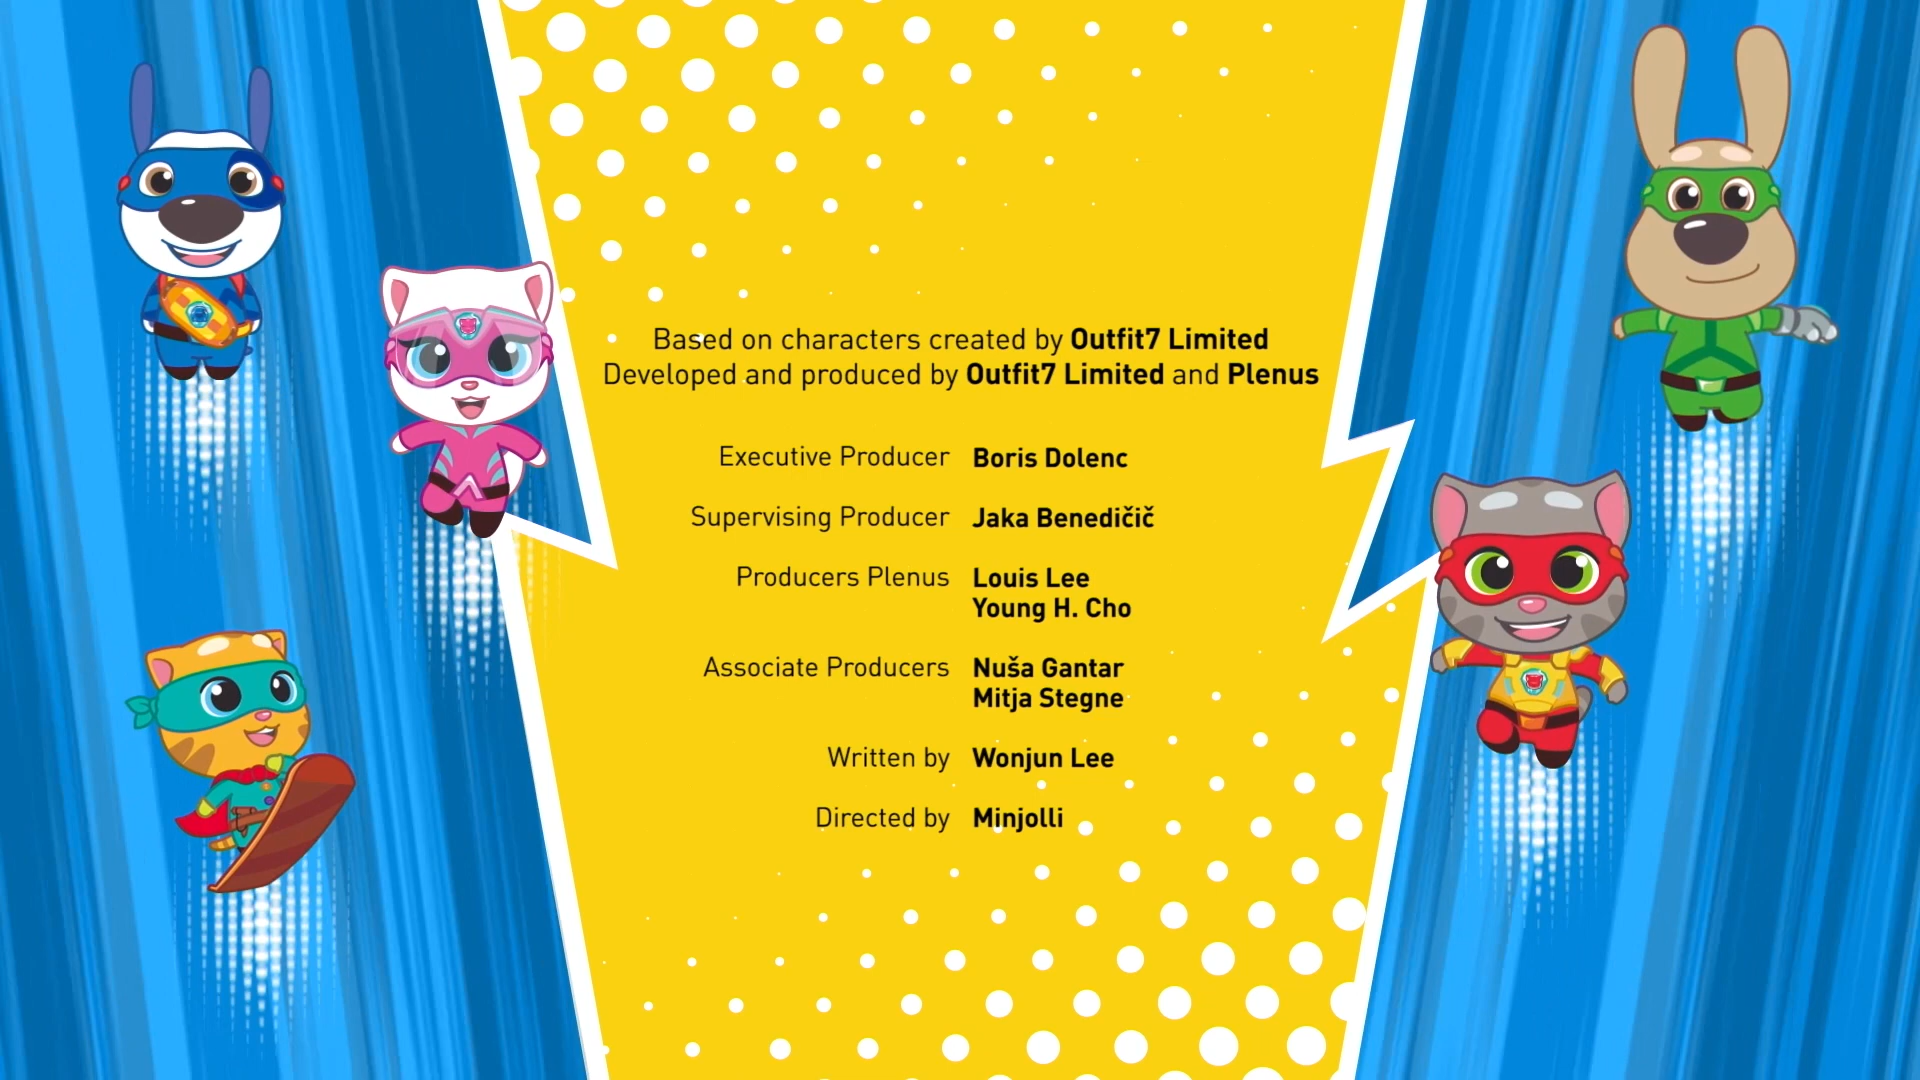 Based on characters created by Outfit7 Limited
Developed and produced by Outfit7 Limited and Plenus
Executive Producer Boris Dolenc
Supervising Producer Jaka Benedičič
Producers Plenus Louis Lee
Young H. Cho
Associate Producers Nuša Gantar
Mitja Stegne
Written by Wonjun Lee
Directed by Minjolli